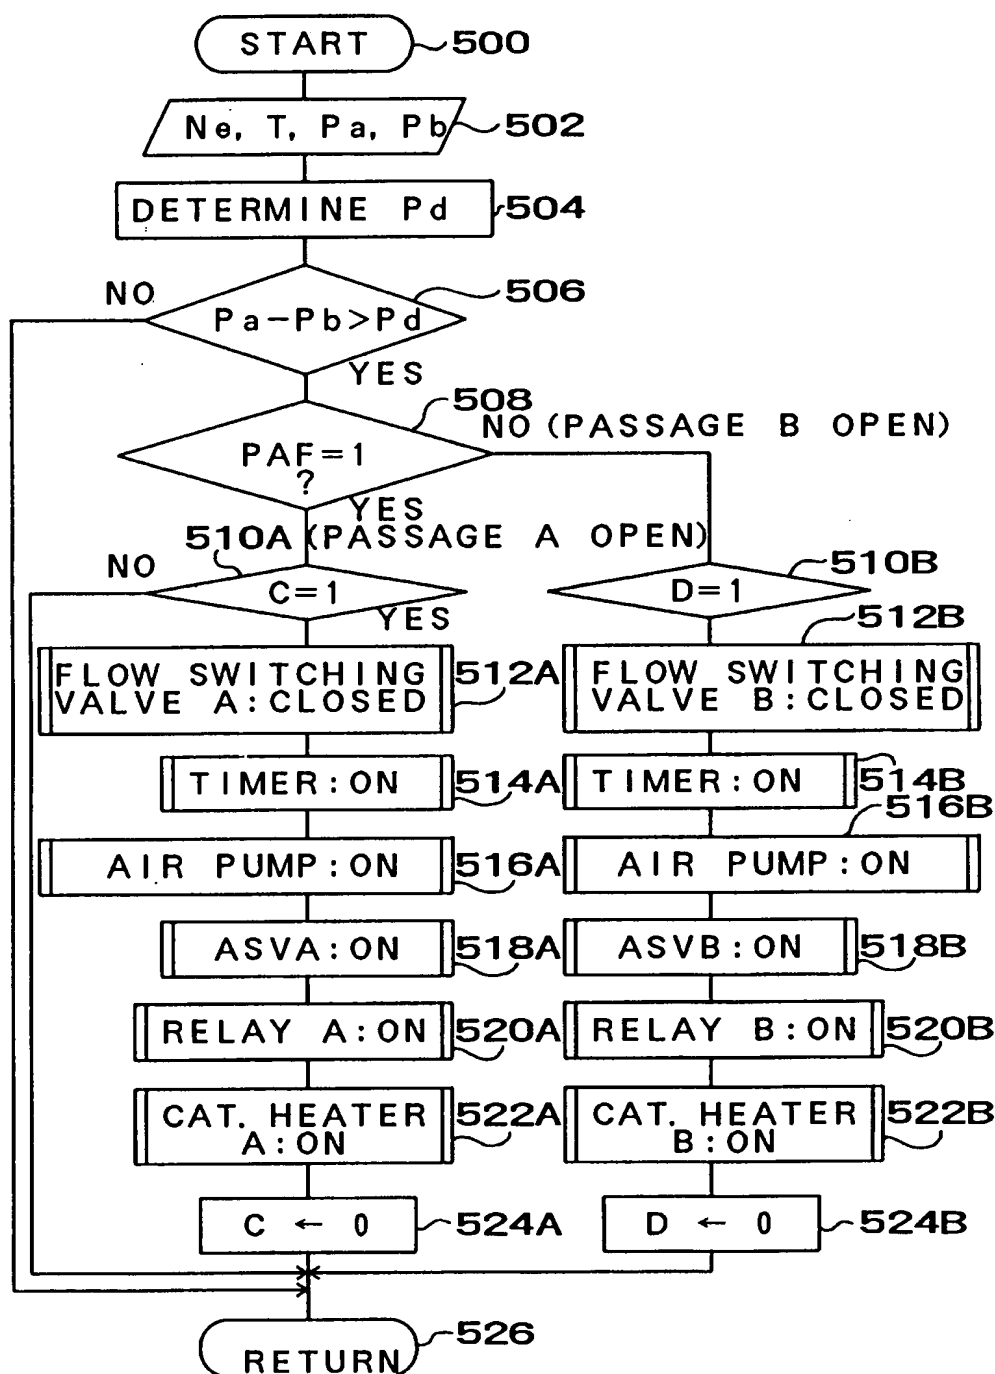 START 500
Ne, T, Pa, Pb 502
DETERMINE Pd 504
NO 506
Pa-Pb>Pd
YES
508
NO (PASSAGE B OPEN)
PAF=1
?
YES
510A (PASSAGE A OPEN)
NO 510B
C=1 D=1
YES
512B
FLOW SWITCHING 512A FLOW SWITCHING
VALVE A:CLOSED VALVE B:CLOSED
TIMER:ON 514A TIMER:ON 514B
516B
AIR PUMP:ON 516A AIR PUMP:ON
ASVA:ON 518A ASVB:ON 518B
RELAY A:ON 520A RELAY B:ON 520B
CAT. HEATER 522A CAT. HEATER 522B
A:ON B:ON
C ← 0 524A D ← 0 524B
526
RETURN